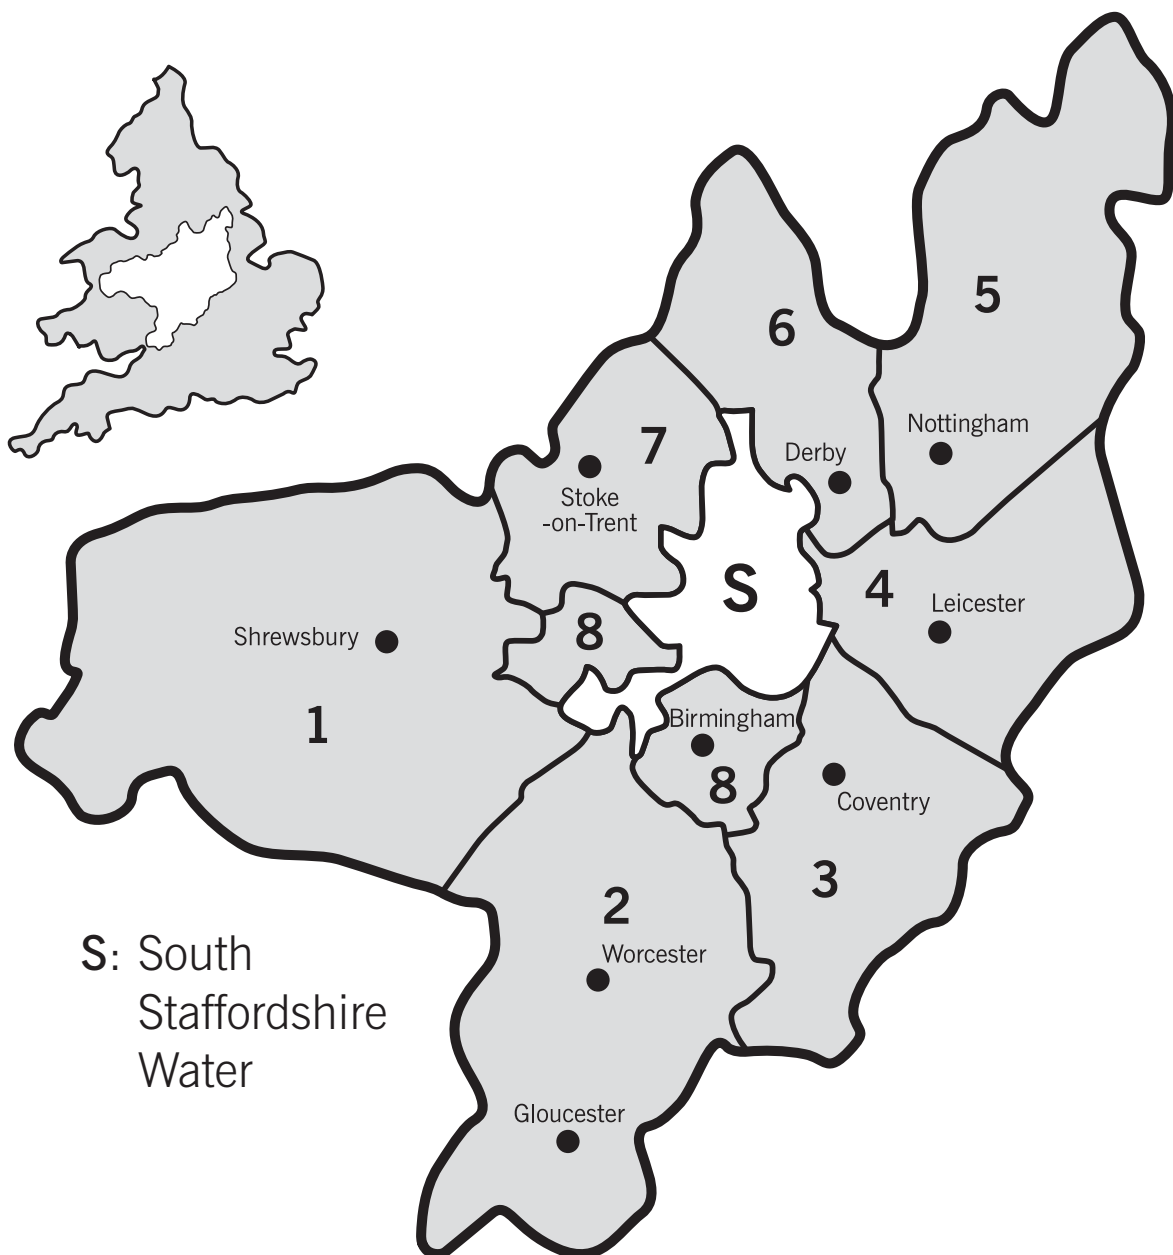 5
6
Nottingham
7
Derby
Stoke
-on-Trent
S
4
Leicester
8
Shrewsbury
Birmingham
1
8
Coventry
3
2
S: South
Staffordshire
Water
Worcester
Gloucester